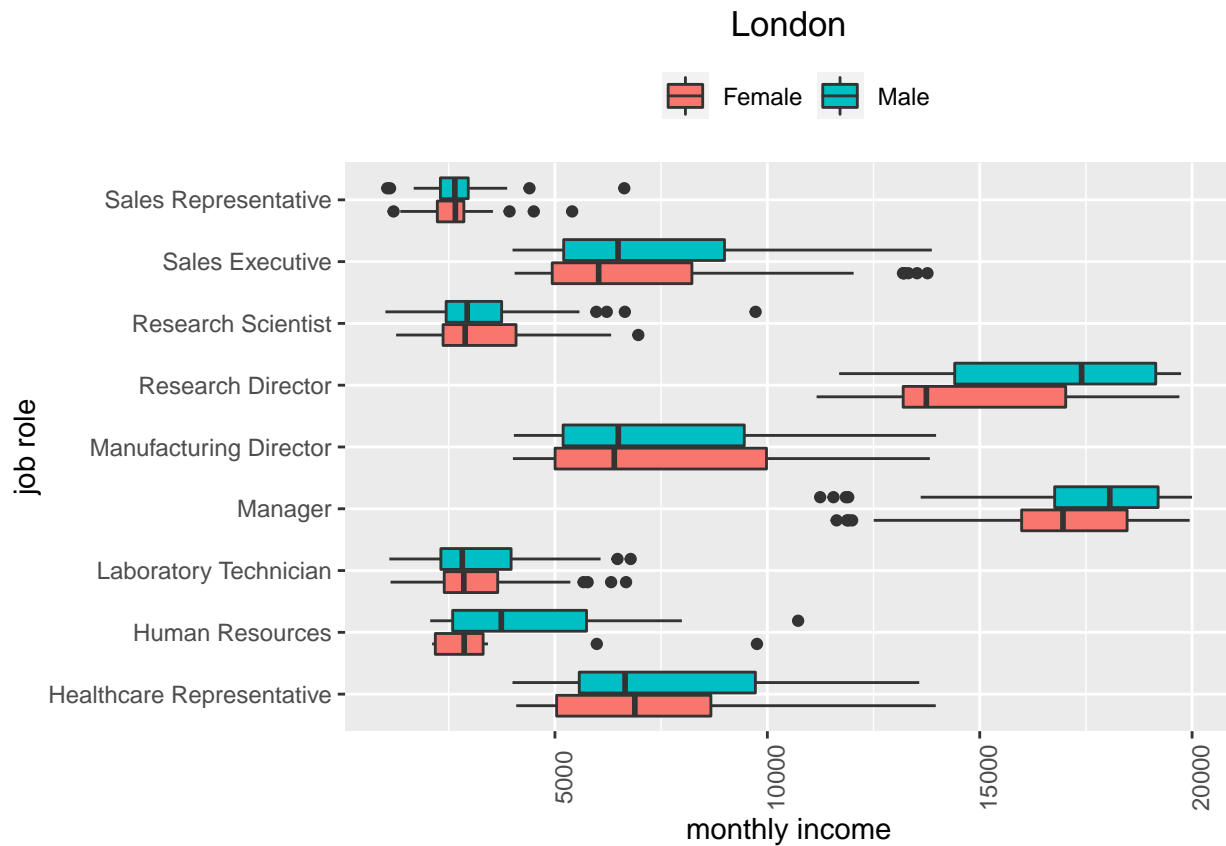 London
Female Male
Sales Representative
Sales Executive
Research Scientist
Research Director
Manufacturing Director
Manager
Laboratory Technician
Human Resources
Healthcare Representative
job role
5000 10000 15000 20000
monthly income